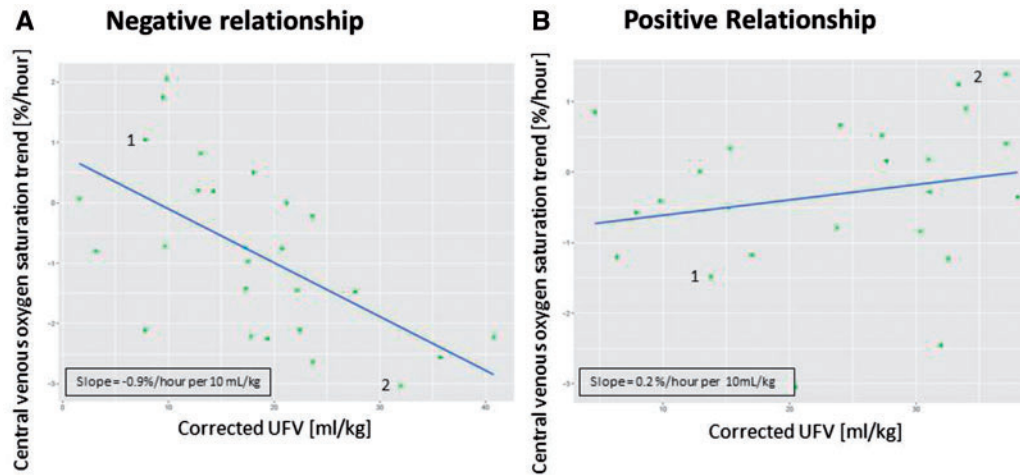 A
Negative relationship
Central venous oxygen saturation trend [%/hour]
2
1
0
-1
-2
-3
1
2
Slope = -0.9%/hour per 10 mL/kg
0
10
20
30
40
Corrected UFV [ml/kg]
B
Positive Relationship
Central venous oxygen saturation trend [%/hour]
1
0
-1
-2
-3
2
1
Slope = 0.2%/hour per 10mL/kg
10
20
30
Corrected UFV [ml/kg]